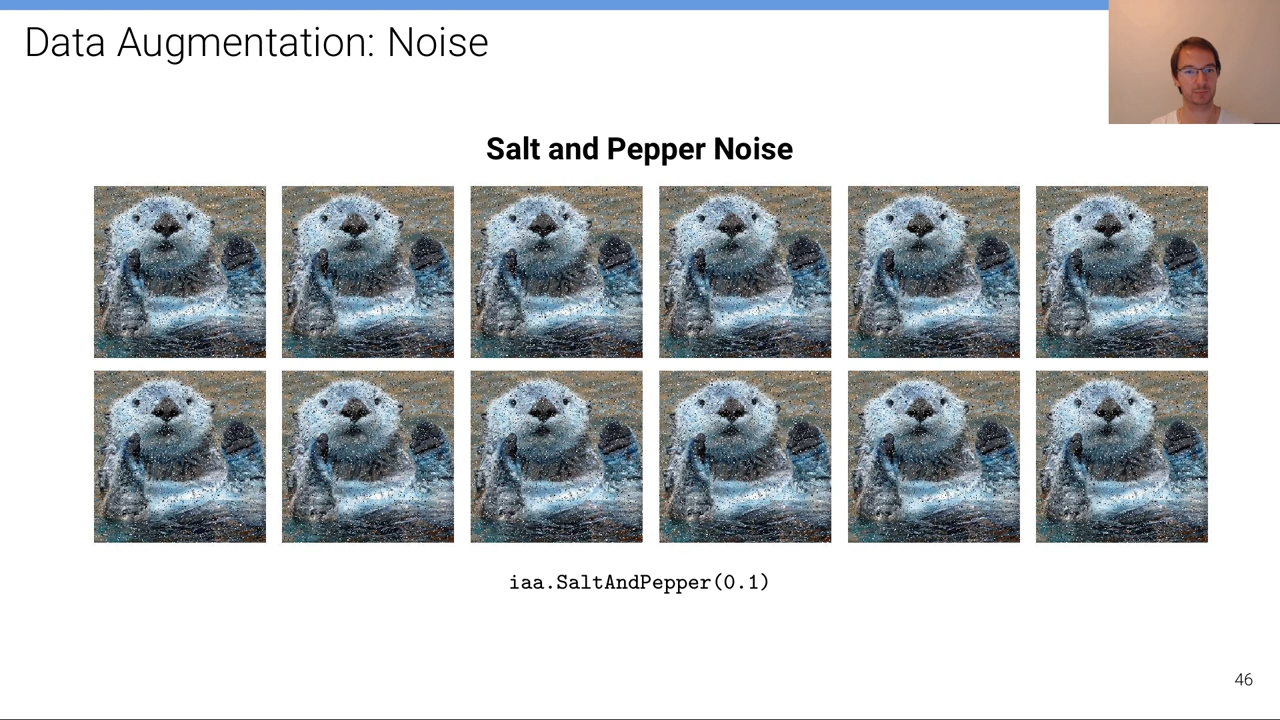 Data Augmentation: Noise
Salt and Pepper Noise
iaa.SaltAndPepper(0.1)
46